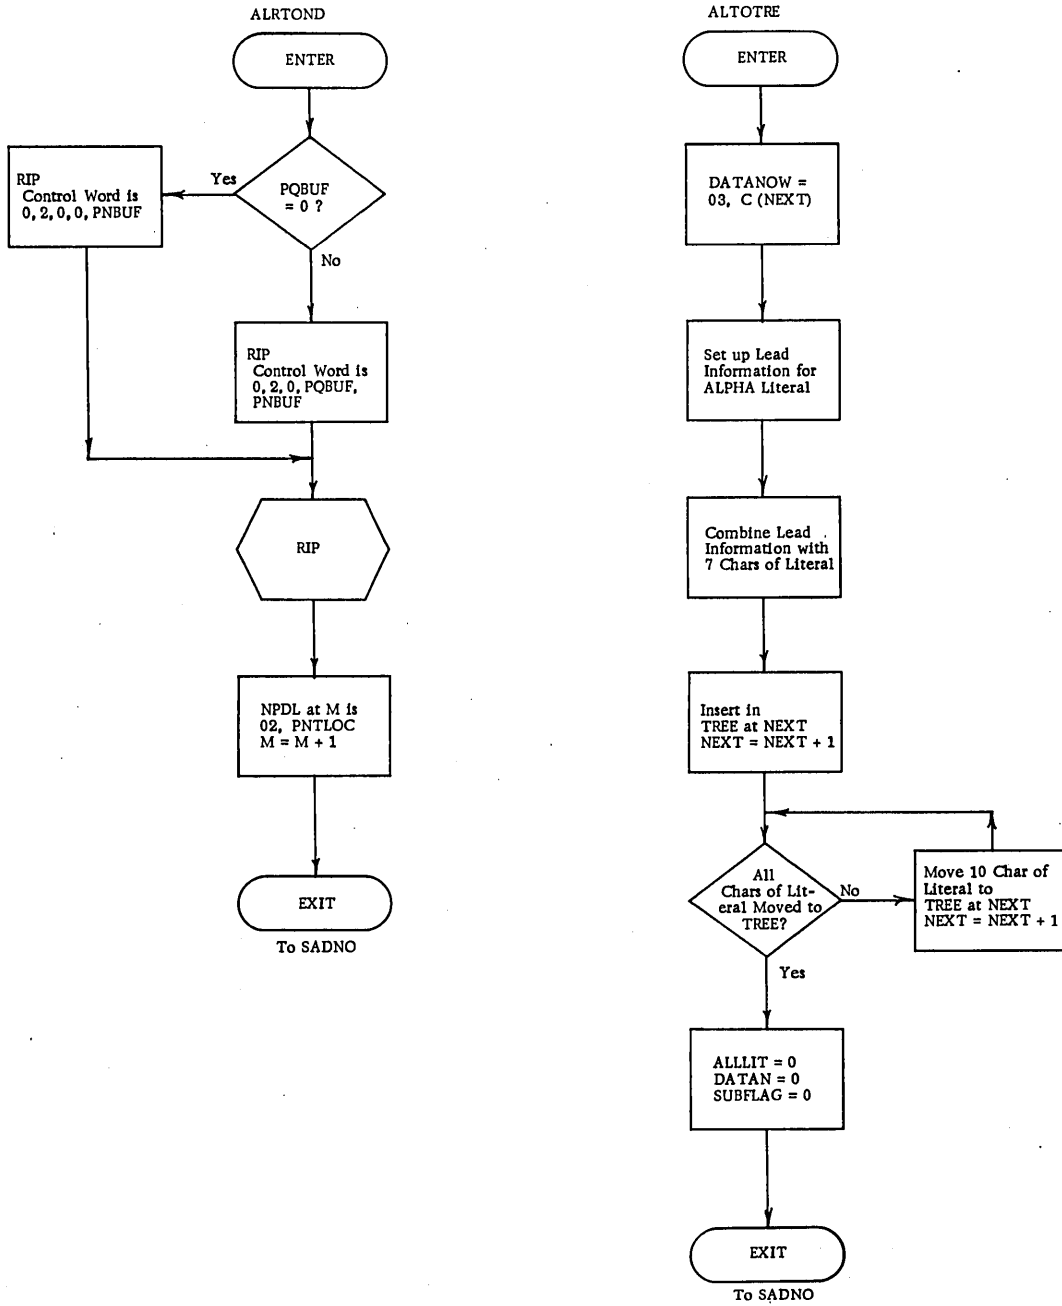 ALRTOND
ENTER
PQBUF
= 0 ?
Yes
RIP
Control Word is
0, 2, 0, 0, PNBUF
No
RIP
Control Word is
0, 2, 0, PQBUF,
PNBUF
RIP
NPDL at M is
02, PNTLOC
M = M + 1
EXIT
To SADNO
ALTOTRE
ENTER
DATANOW =
03, C (NEXT)
Set up Lead
Information for
ALPHA Literal
Combine Lead
Information with
7 Chars of Literal
Insert in
TREE at NEXT
NEXT = NEXT + 1
All
Chars of Lit-
eral Moved to
TREE?
No
Move 10 Char of
Literal to
TREE at NEXT
NEXT = NEXT + 1
Yes
ALLLIT = 0
DATAN = 0
SUBFLAG = 0
EXIT
To SADNO